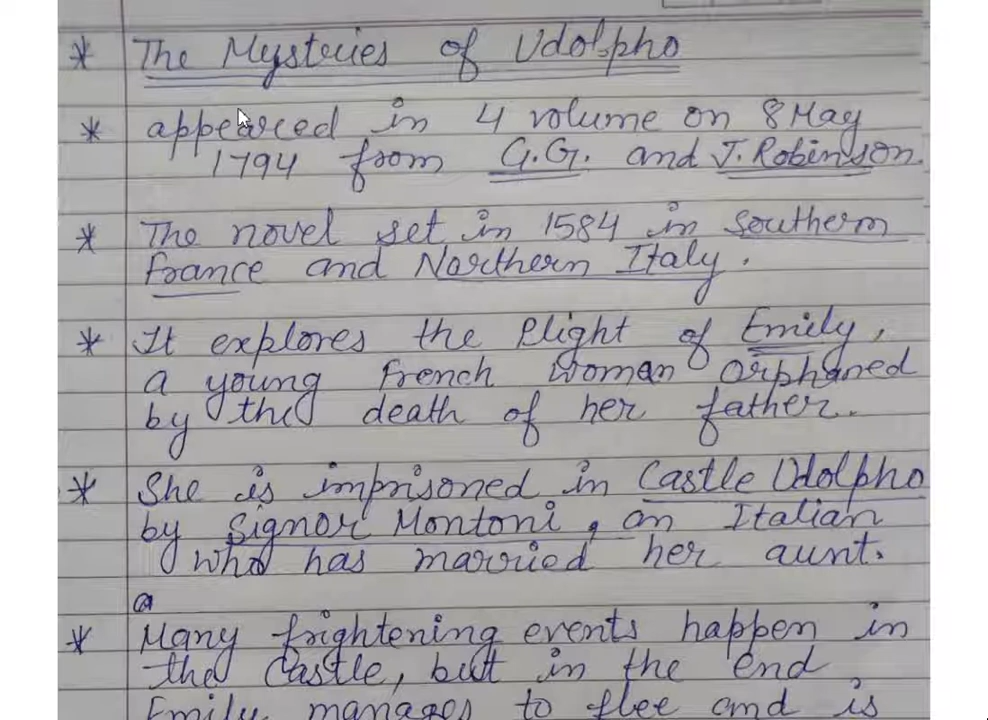 * The Mysteries of Udolpho
* appeared in 4 volume on 8 May
1794 from G.G. and J. Robinson.
* The novel set in 1584 in Southern
France and Northern Italy.
* It explores the Plight of Emily,
a young French woman Orphaned
by the death of her father.
* She is imprisoned in Castle Udolpho
by Signor Montoni, an Italian
who has married her aunt.
a
* Many frightening events happen in
the castle, but in the end
Emily manages to flee and is